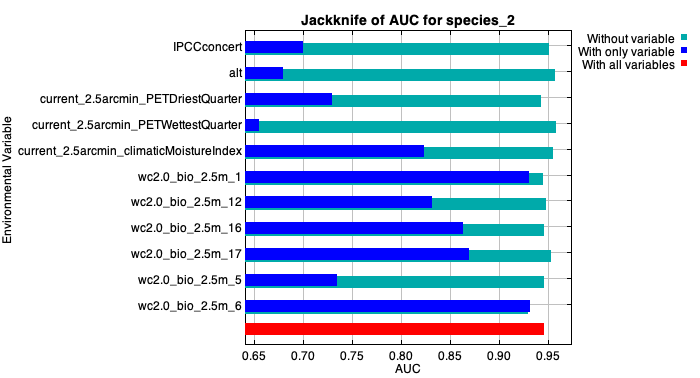 Jackknife of AUC for species_2
Without variable
With only variable
With all variables
Environmental Variable
IPCCconcert
alt
current_2.5arcmin_PETDriestQuarter
current_2.5arcmin_PETWettestQuarter
current_2.5arcmin_climaticMoistureIndex
wc2.0_bio_2.5m_1
wc2.0_bio_2.5m_12
wc2.0_bio_2.5m_16
wc2.0_bio_2.5m_17
wc2.0_bio_2.5m_5
wc2.0_bio_2.5m_6
0.65 0.70 0.75 0.80 0.85 0.90 0.95
AUC